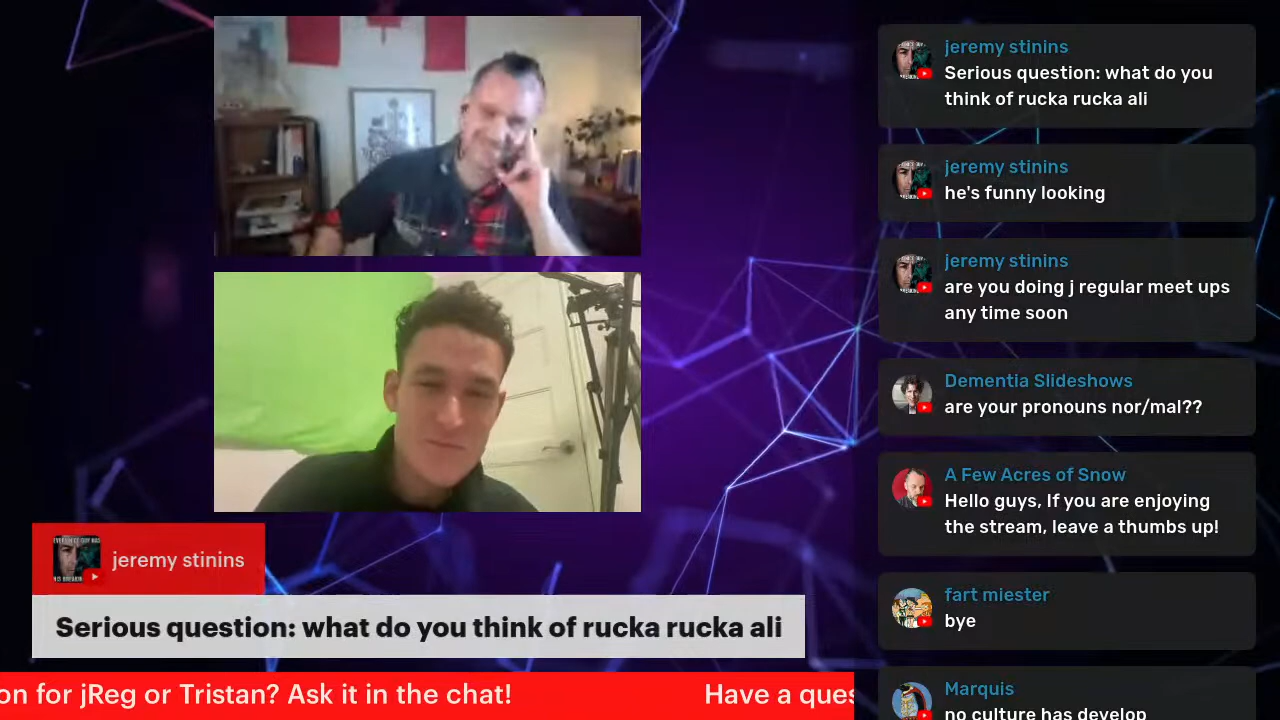 jeremy stinins
Serious question: what do you think of rucka rucka ali
on for jReg or Tristan? Ask it in the chat!
Have a ques
jeremy stinins
Serious question: what do you
think of rucka rucka ali
jeremy stinins
he's funny looking
jeremy stinins
are you doing j regular meet ups
any time soon
Dementia Slideshows
are your pronouns nor/mal??
A Few Acres of Snow
Hello guys, If you are enjoying
the stream, leave a thumbs up!
fart miester
bye
Marquis
no culture has develop